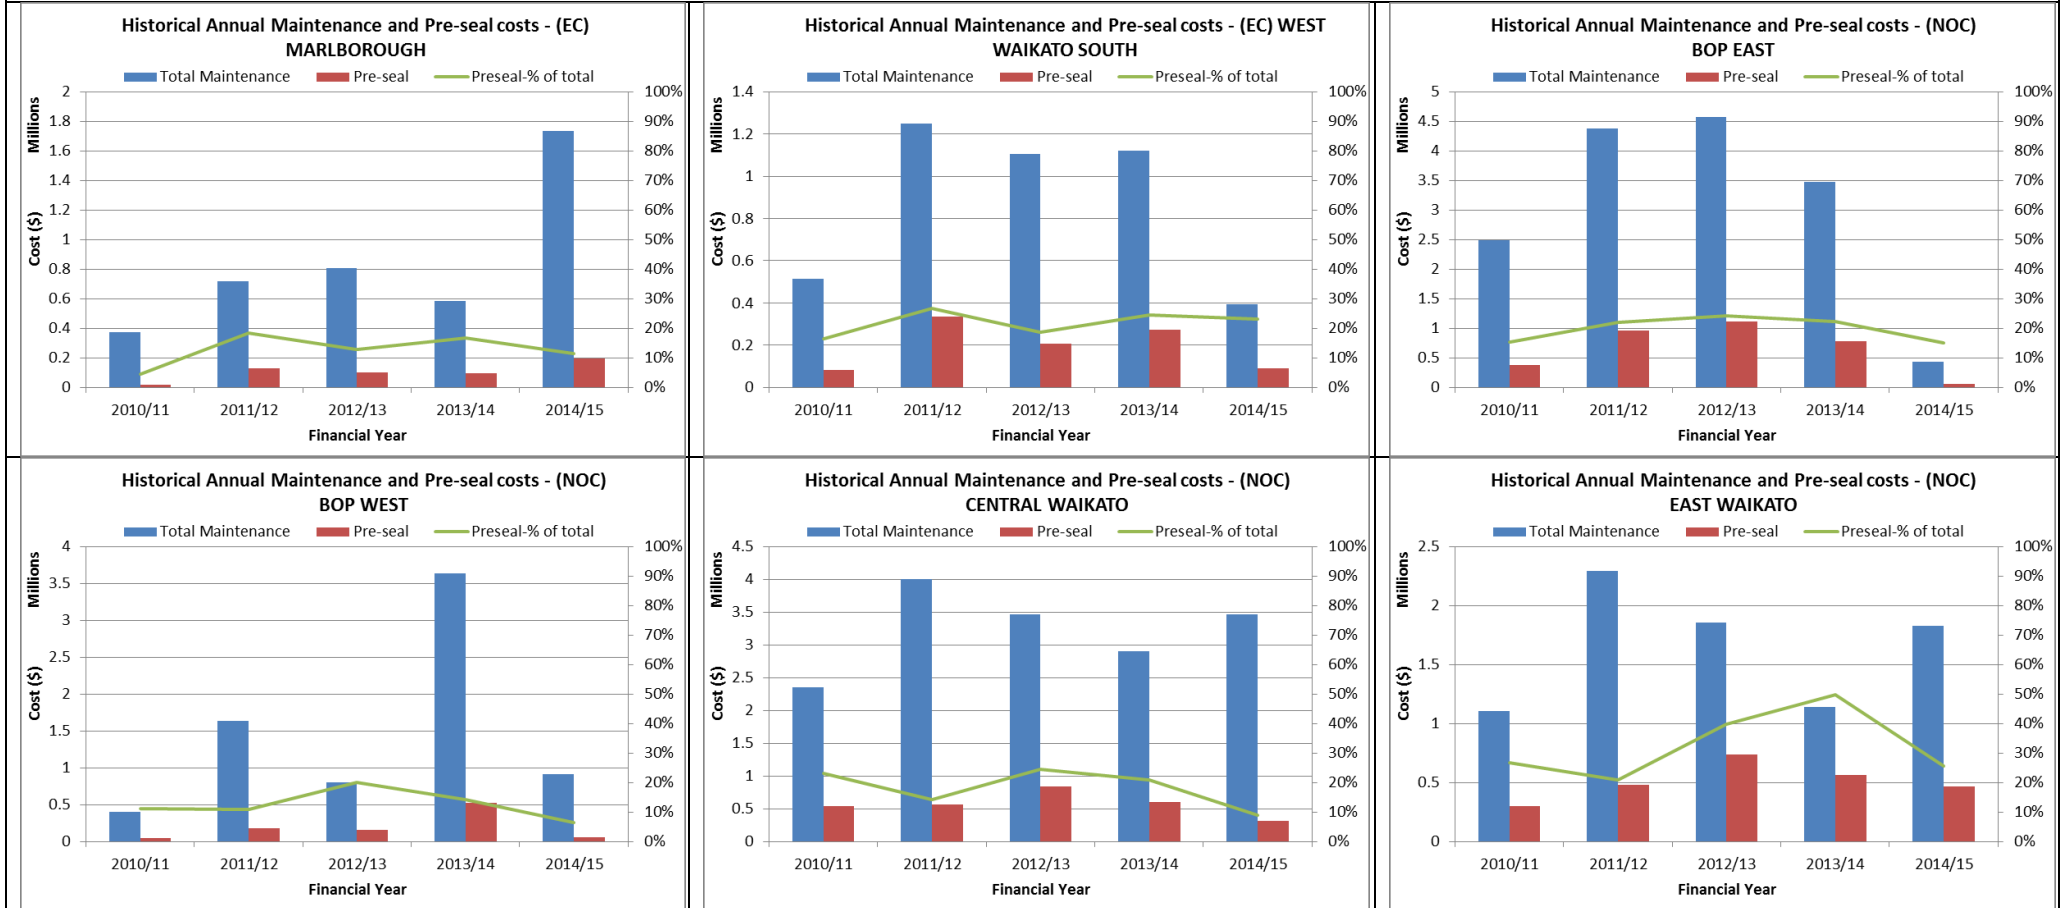 Historical Annual Maintenance and Pre-seal costs - (EC)
MARLBOROUGH
Total Maintenance Pre-seal Preseal-% of total
Millions
Cost ($)
2
1.8
1.6
1.4
1.2
1
0.8
0.6
0.4
0.2
0
100%
90%
80%
70%
60%
50%
40%
30%
20%
10%
0%
2010/11 2011/12 2012/13 2013/14 2014/15
Financial Year
Historical Annual Maintenance and Pre-seal costs - (EC) WEST
WAIKATO SOUTH
Total Maintenance Pre-seal Preseal-% of total
Millions
Cost ($)
1.4
1.2
1
0.8
0.6
0.4
0.2
0
100%
90%
80%
70%
60%
50%
40%
30%
20%
10%
0%
2010/11 2011/12 2012/13 2013/14 2014/15
Financial Year
Historical Annual Maintenance and Pre-seal costs - (NOC)
BOP EAST
Total Maintenance Pre-seal Preseal-% of total
Millions
Cost ($)
5
4.5
4
3.5
3
2.5
2
1.5
1
0.5
0
100%
90%
80%
70%
60%
50%
40%
30%
20%
10%
0%
2010/11 2011/12 2012/13 2013/14 2014/15
Financial Year
Historical Annual Maintenance and Pre-seal costs - (NOC)
BOP WEST
Total Maintenance Pre-seal Preseal-% of total
Millions
Cost ($)
4
3.5
3
2.5
2
1.5
1
0.5
0
100%
90%
80%
70%
60%
50%
40%
30%
20%
10%
0%
2010/11 2011/12 2012/13 2013/14 2014/15
Financial Year
Historical Annual Maintenance and Pre-seal costs - (NOC)
CENTRAL WAIKATO
Total Maintenance Pre-seal Preseal-% of total
Millions
Cost ($)
4.5
4
3.5
3
2.5
2
1.5
1
0.5
0
100%
90%
80%
70%
60%
50%
40%
30%
20%
10%
0%
2010/11 2011/12 2012/13 2013/14 2014/15
Financial Year
Historical Annual Maintenance and Pre-seal costs - (NOC)
EAST WAIKATO
Total Maintenance Pre-seal Preseal-% of total
Millions
Cost ($)
2.5
2
1.5
1
0.5
0
100%
90%
80%
70%
60%
50%
40%
30%
20%
10%
0%
2010/11 2011/12 2012/13 2013/14 2014/15
Financial Year